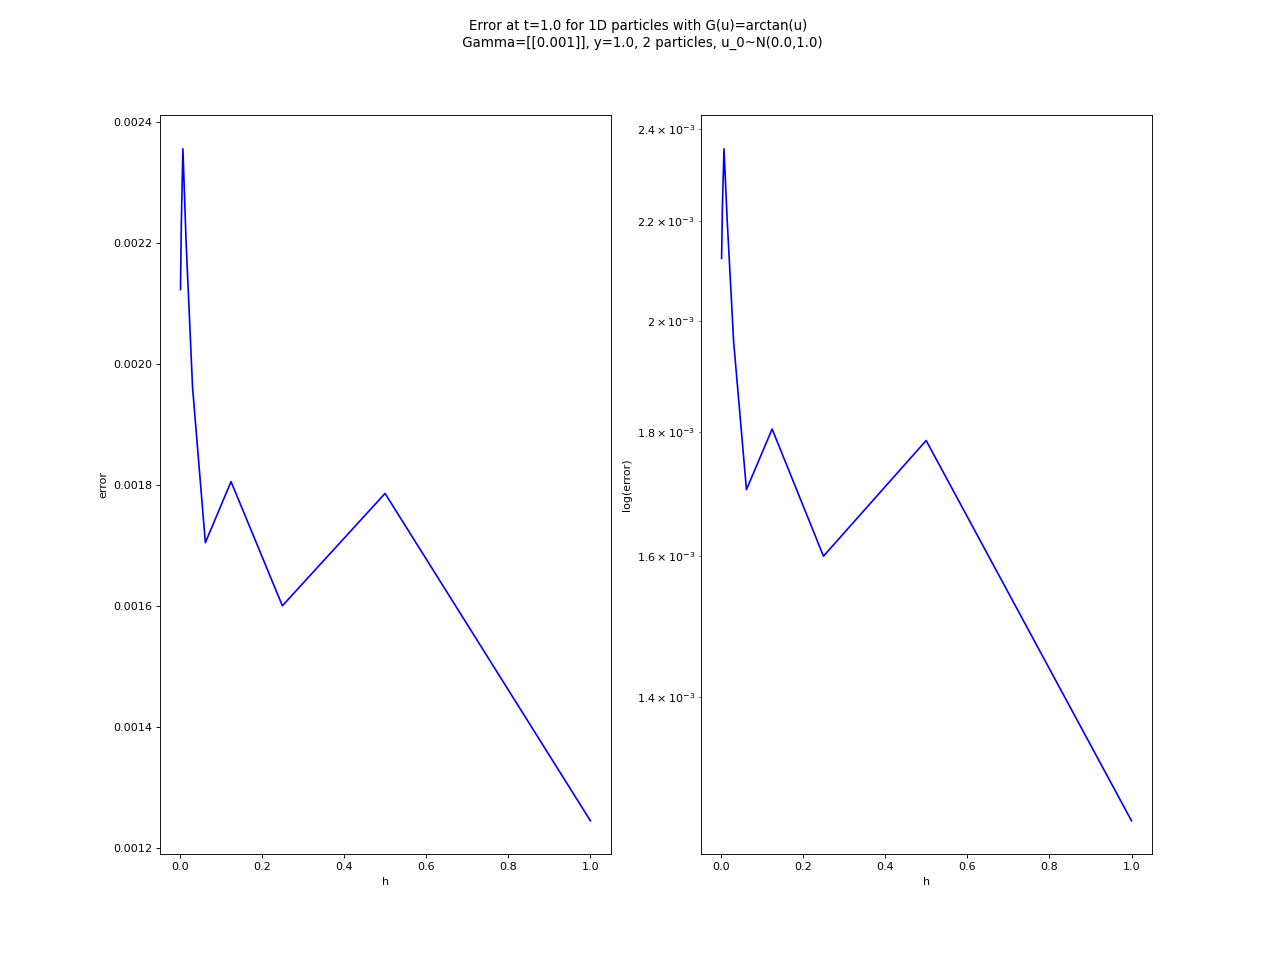 Error at t=1.0 for 1D particles with G(u)=arctan(u)
Gamma=[[0.001]], y=1.0, 2 particles, u_0~N(0.0,1.0)
0.0024
0.0022
0.0020
0.0018
0.0016
0.0014
0.0012
error
0.0
0.2
0.4
0.6
0.8
1.0
h
2.4 × 10⁻³
2.2 × 10⁻³
2 × 10⁻³
1.8 × 10⁻³
1.6 × 10⁻³
1.4 × 10⁻³
log(error)
0.0
0.2
0.4
0.6
0.8
1.0
h